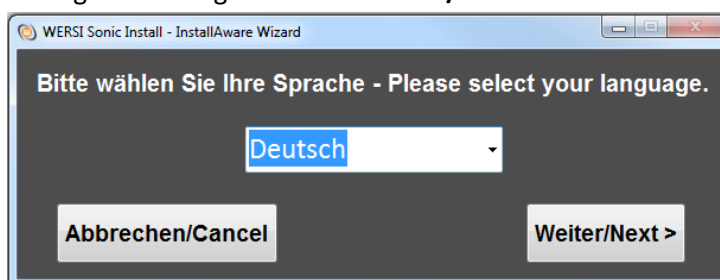 WERSI Sonic Install - InstallAware Wizard
Bitte wählen Sie Ihre Sprache - Please select your language.
Deutsch
Abbrechen/Cancel
Weiter/Next >